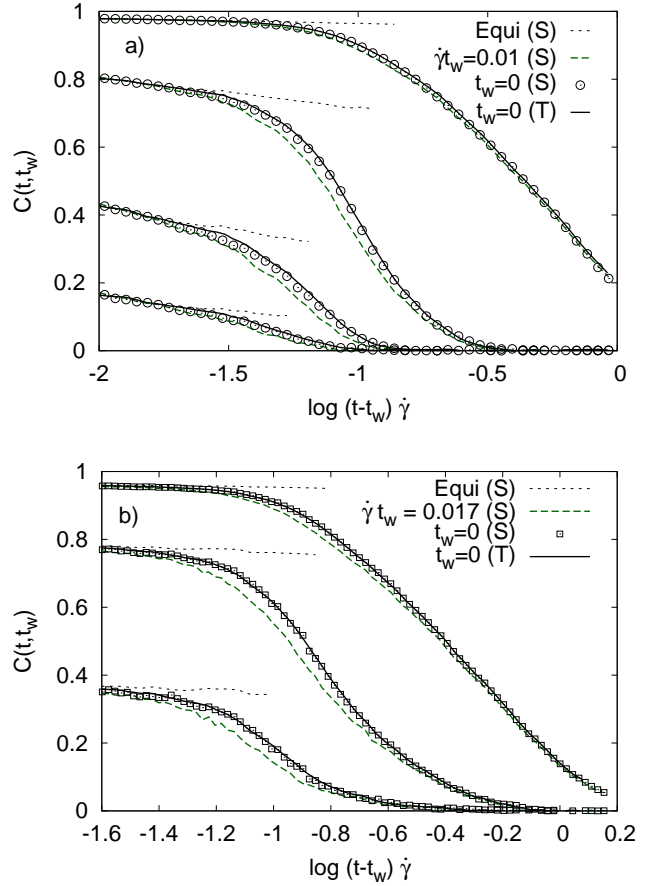 a)
Equi (S)
γ̇t_w=0.01 (S)
t_w=0 (S)
t_w=0 (T)
C(t,t_w)
1
0.8
0.6
0.4
0.2
0
-2
-1.5
-1
-0.5
0
log (t-t_w) γ̇
b)
Equi (S)
γ̇ t_w = 0.017 (S)
t_w=0 (S)
t_w=0 (T)
C(t,t_w)
1
0.8
0.6
0.4
0.2
0
-1.6
-1.4
-1.2
-1
-0.8
-0.6
-0.4
-0.2
0
0.2
log (t-t_w) γ̇